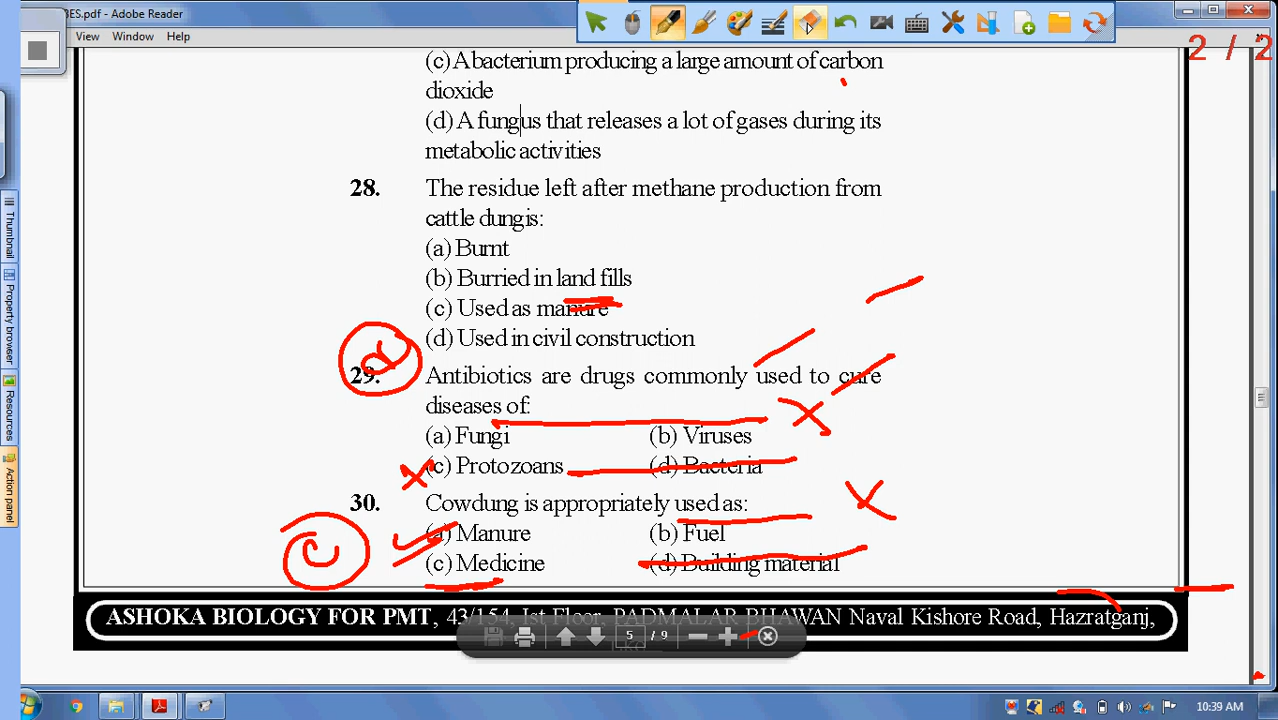 BES.pdf - Adobe Reader
View Window Help
2 / 2
(c) A bacterium producing a large amount of carbon
dioxide
(d) A fungus that releases a lot of gases during its
metabolic activities
28. The residue left after methane production from
cattle dung is:
(a) Burnt
(b) Burried in land fills
(c) Used as manure
(d) Used in civil construction
29. Antibiotics are drugs commonly used to cure
diseases of:
(a) Fungi (b) Viruses
(c) Protozoans (d) Bacteria
30. Cowdung is appropriately used as:
(a) Manure (b) Fuel
(c) Medicine (d) Building material
ASHOKA BIOLOGY FOR PMT, 43/154, Ist Floor, PADMALAR BHAWAN Naval Kishore Road, Hazratganj,
5 / 9
Thumbnail
Property browser
Resources
Action panel
10:39 AM